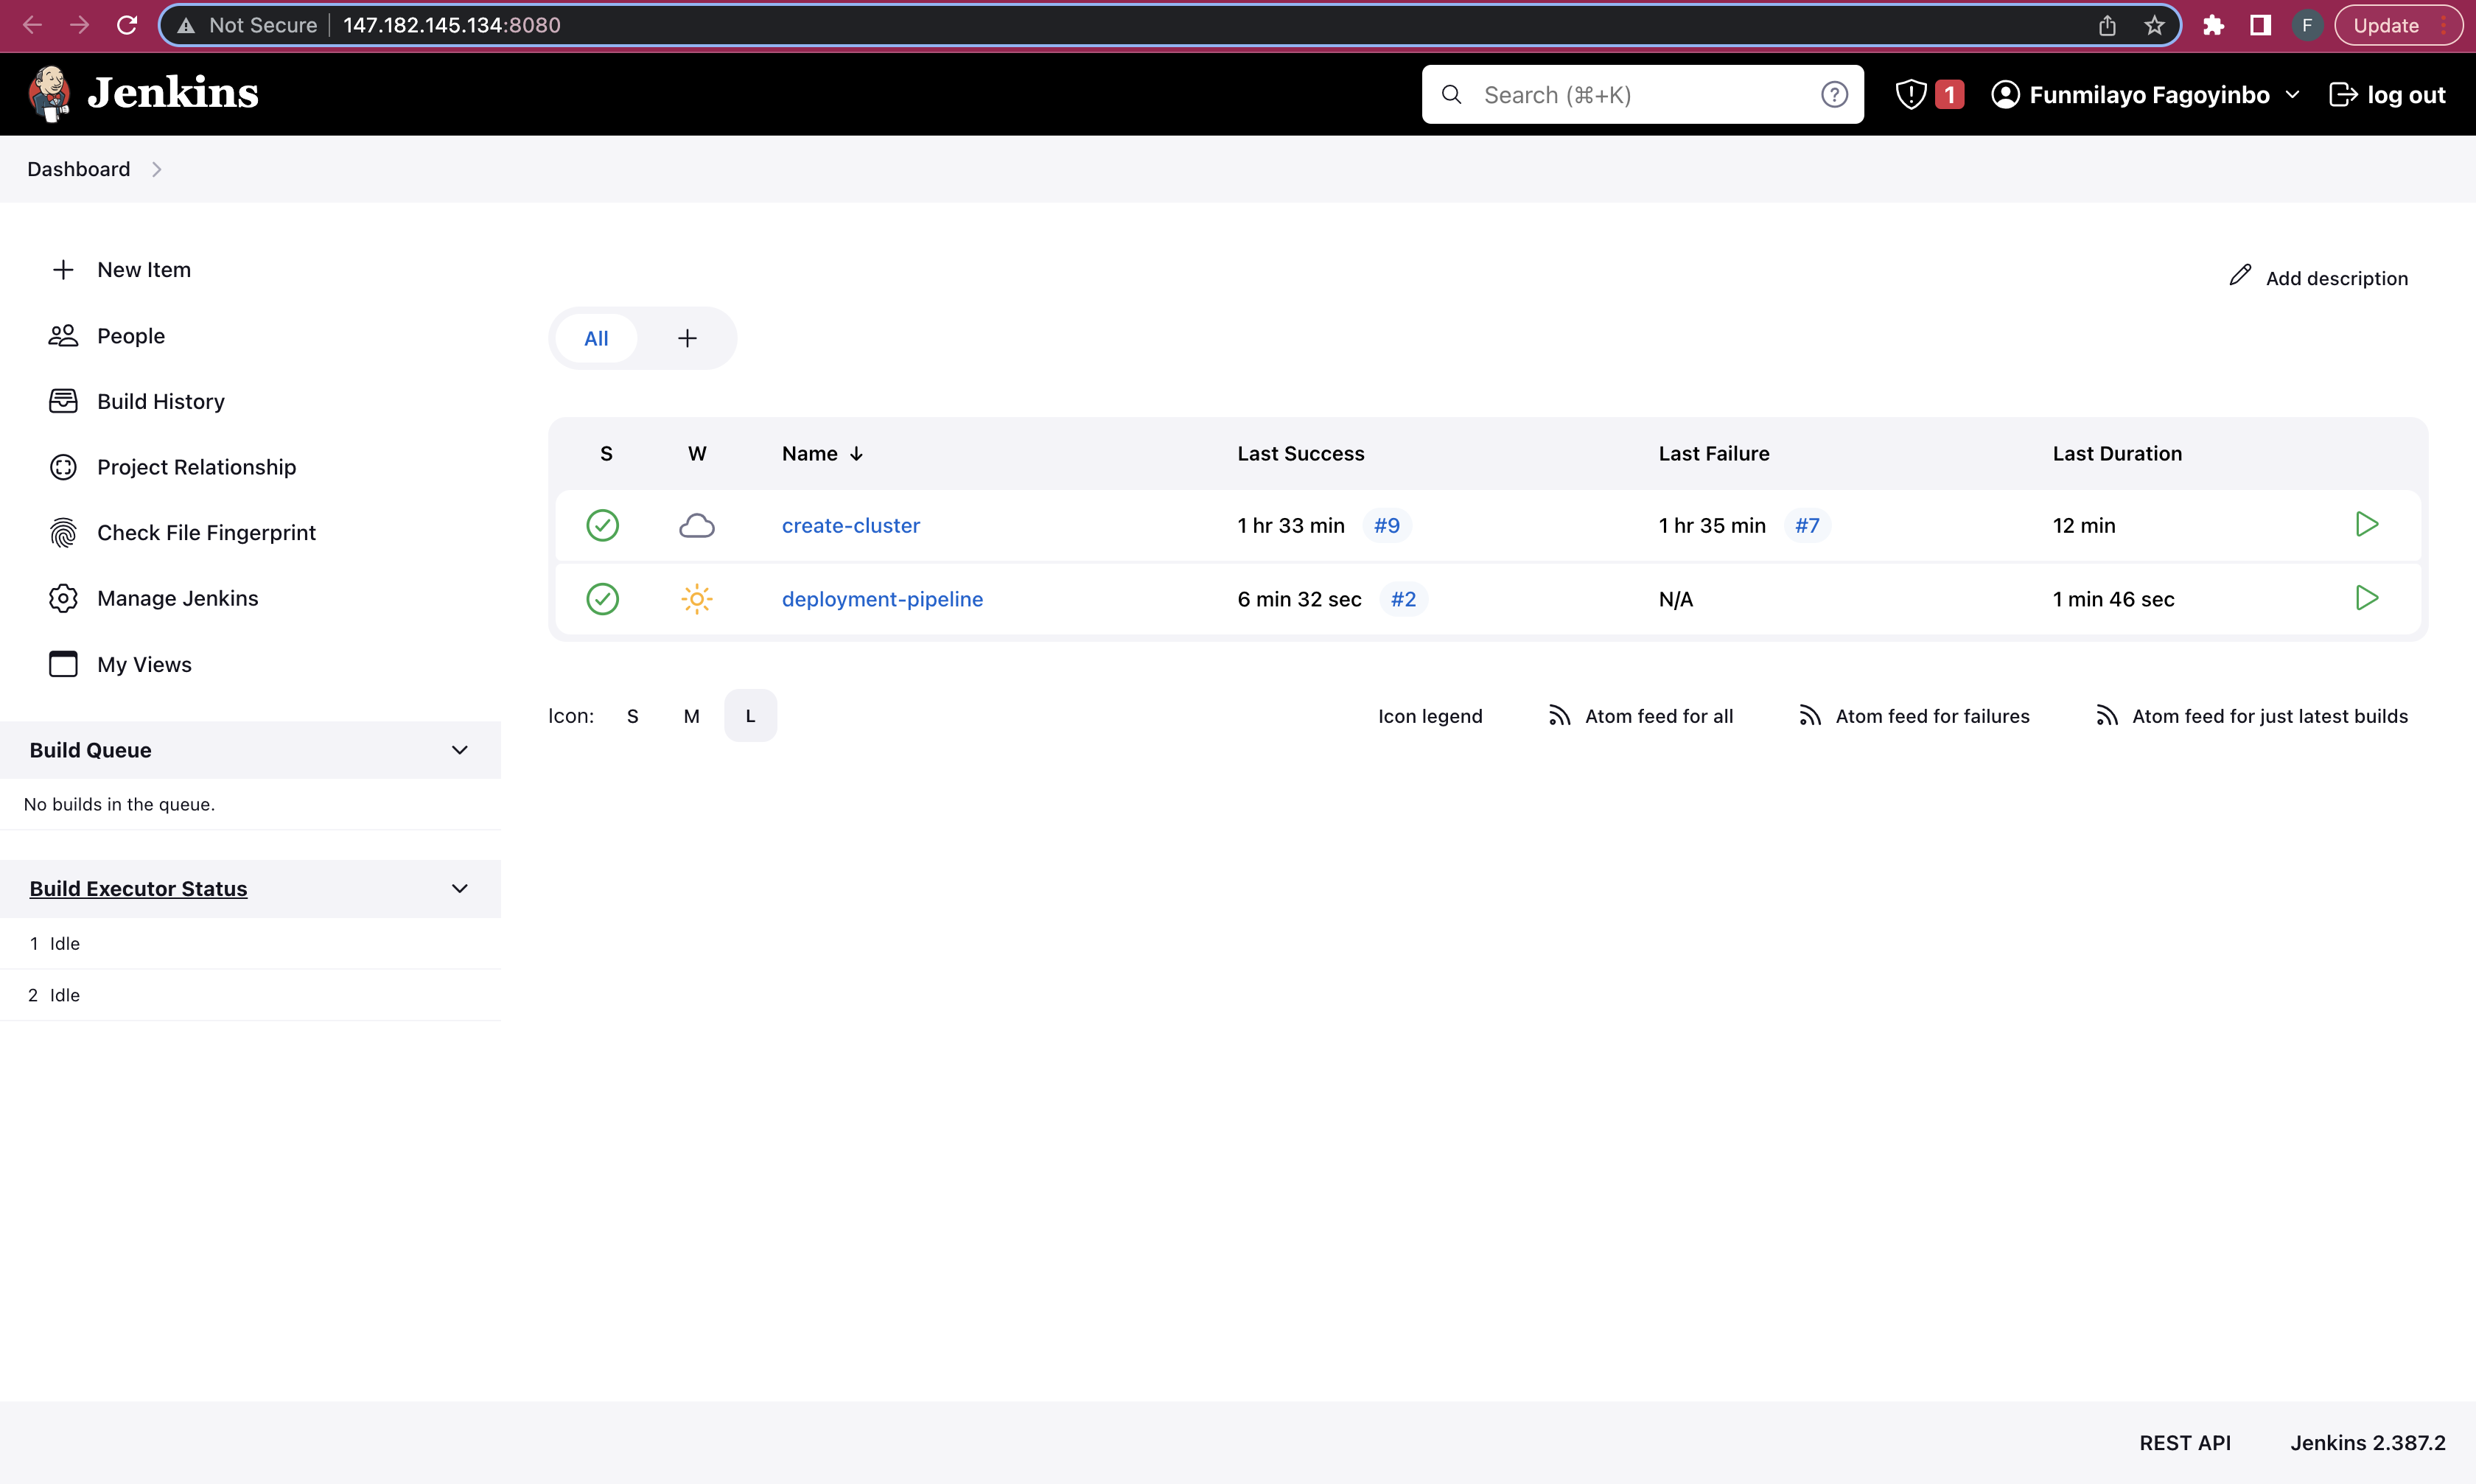 Not Secure 147.182.145.134:8080 F Update
Jenkins Search (⌘+K) ? 1 Funmilayo Fagoyinbo log out
Dashboard
New Item
People
Build History
Project Relationship
Check File Fingerprint
Manage Jenkins
My Views
Build Queue
No builds in the queue.
Build Executor Status
1 Idle
2 Idle
Add description
All +
S W Name ↓ Last Success Last Failure Last Duration
create-cluster 1 hr 33 min #9 1 hr 35 min #7 12 min
deployment-pipeline 6 min 32 sec #2 N/A 1 min 46 sec
Icon: S M L Icon legend Atom feed for all Atom feed for failures Atom feed for just latest builds
REST API Jenkins 2.387.2